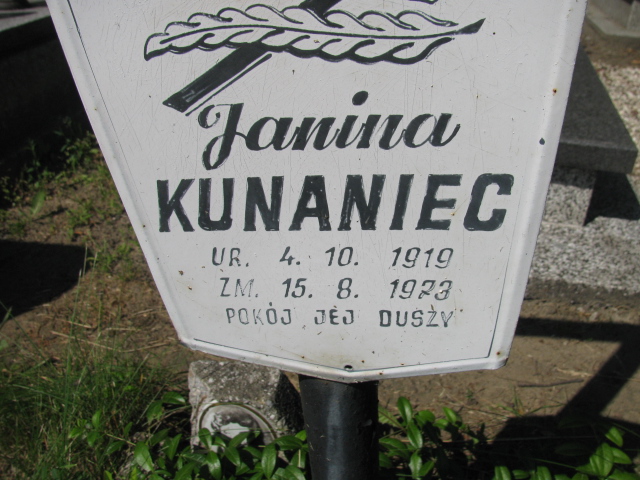 Janina
KUNANIEC
UR. 4. 10. 1919
ZM. 15. 8. 1973
POKÓJ JEJ DUSZY